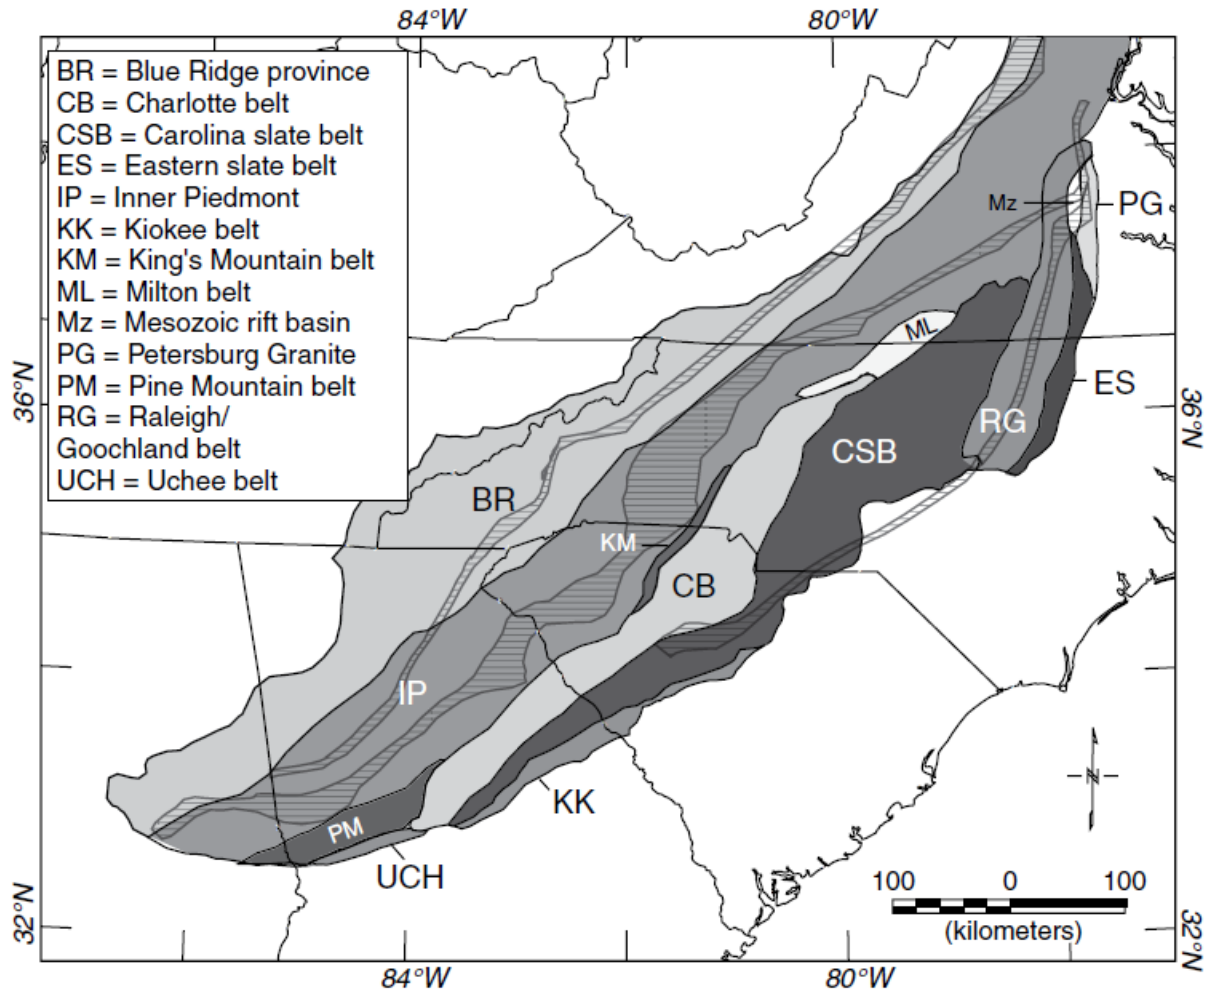 84°W
80°W
BR = Blue Ridge province
CB = Charlotte belt
CSB = Carolina slate belt
ES = Eastern slate belt
IP = Inner Piedmont
KK = Kiokee belt
KM = King's Mountain belt
ML = Milton belt
Mz = Mesozoic rift basin
PG = Petersburg Granite
PM = Pine Mountain belt
RG = Raleigh/
Goochland belt
UCH = Uchee belt
Mz
PG
ML
36°N
ES
36°N
RG
CSB
BR
KM
CB
IP
N
KK
PM
UCH
100 0 100
(kilometers)
32°N
32°N
84°W
80°W